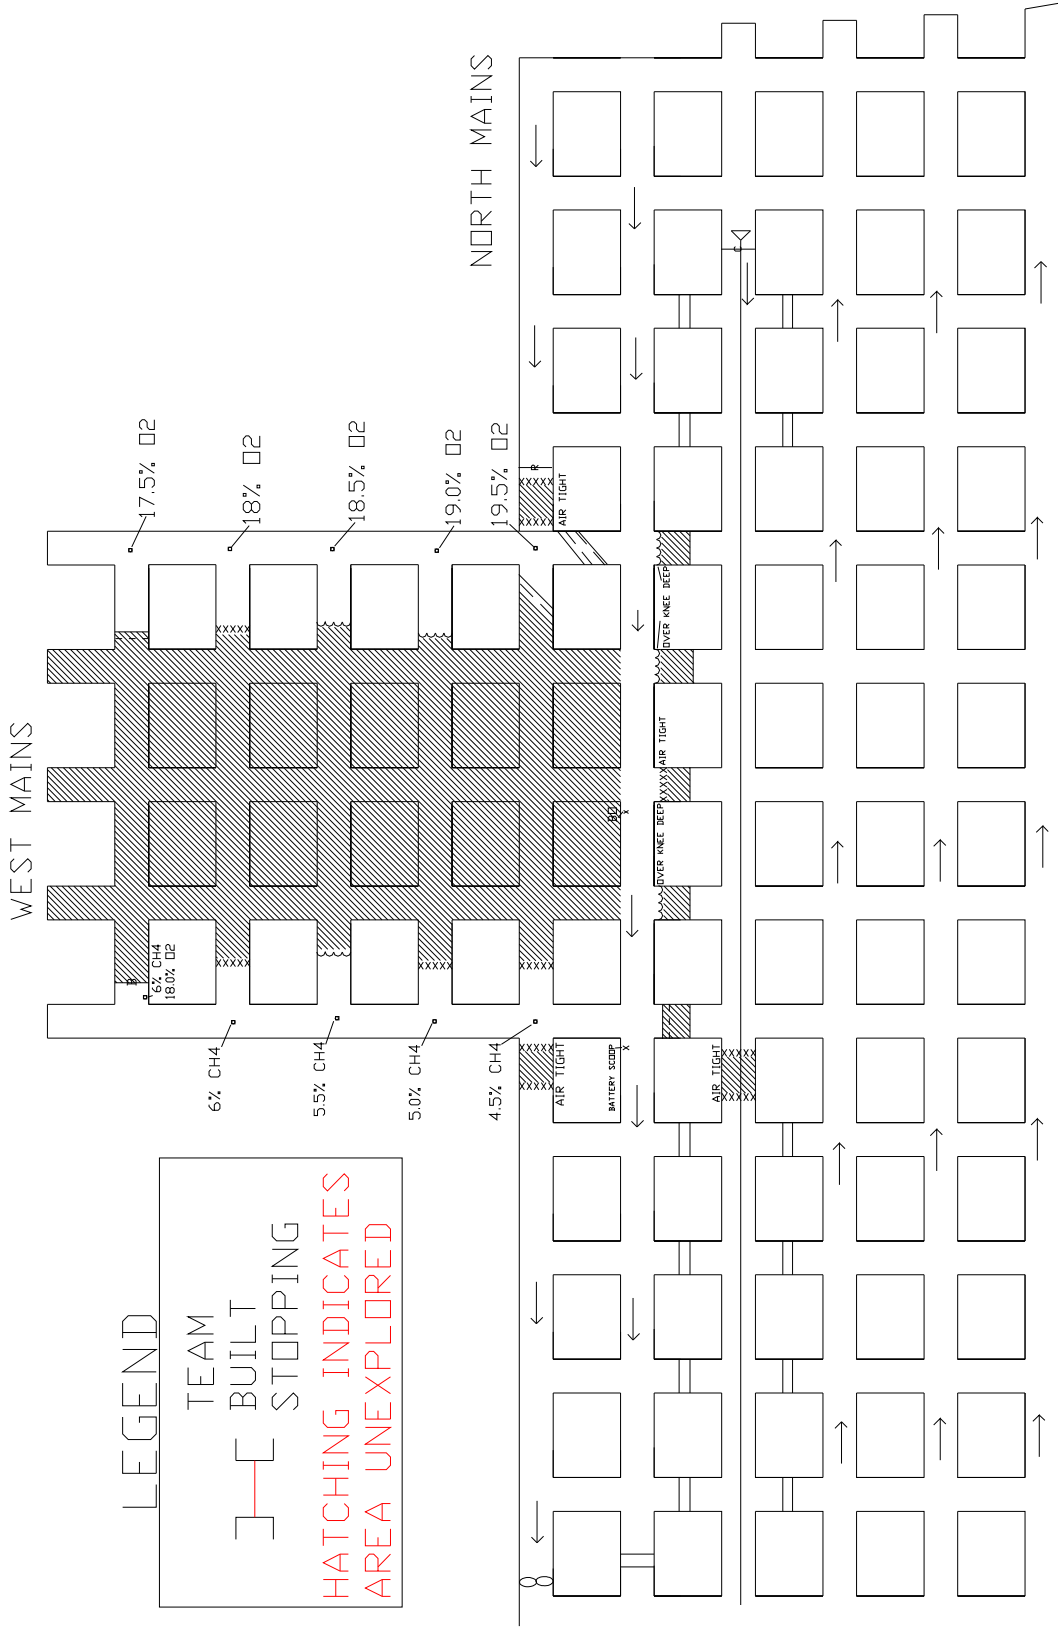 NORTH MAINS
WEST MAINS
17.5% O2
18% O2
18.5% O2
19.0% O2
19.5% O2
R
AIR TIGHT
C
OVER KNEE DEEP
AIR TIGHT
OVER KNEE DEEP
BO
X
B
6% CH4
18.0% O2
6% CH4
5.5% CH4
5.0% CH4
4.5% CH4
AIR TIGHT
BATTERY SCOOP
X
AIR TIGHT
LEGEND
TEAM
BUILT
STOPPING
HATCHING INDICATES
AREA UNEXPLORED